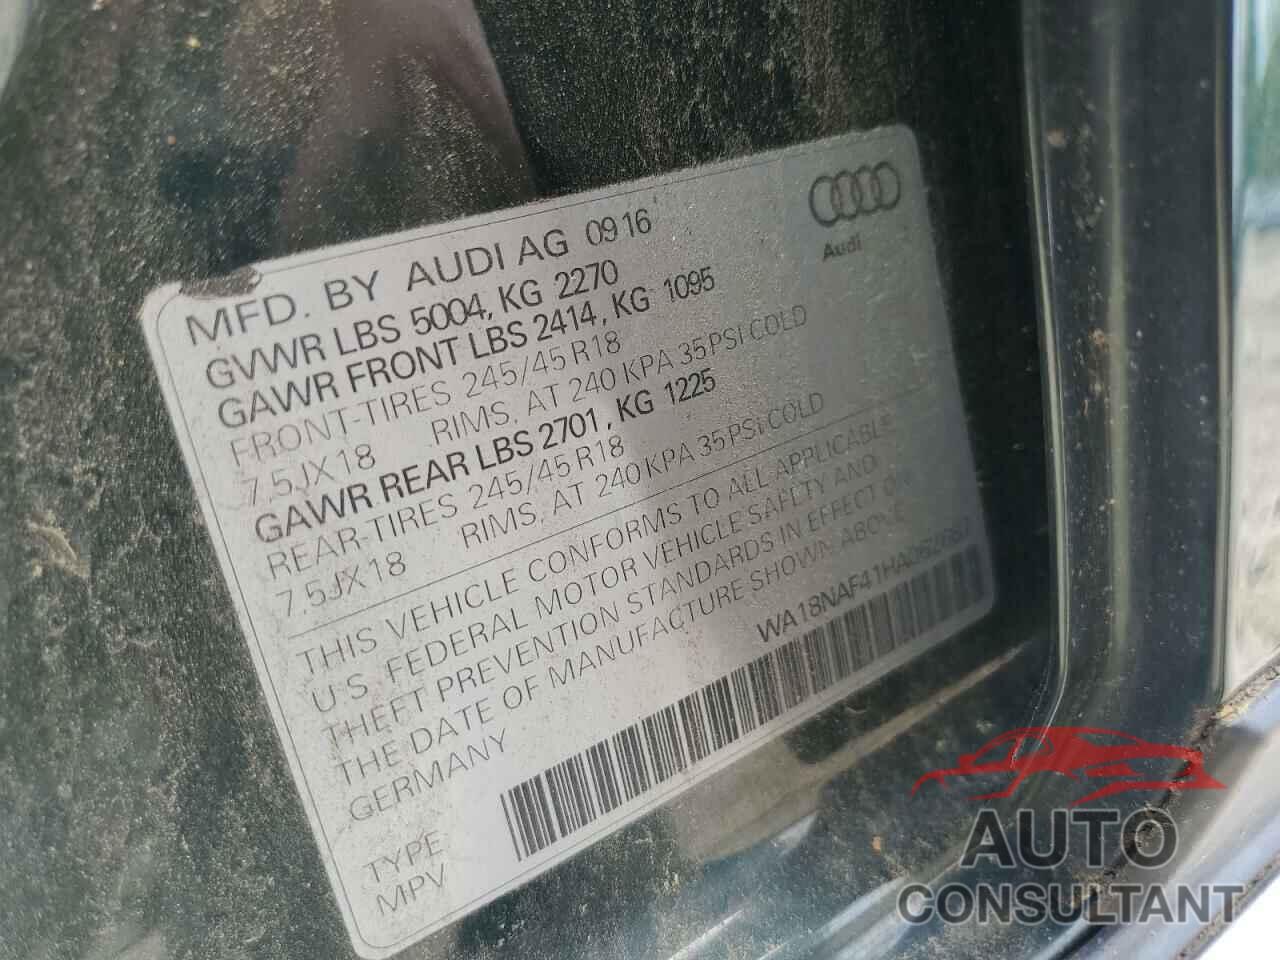 Audi
MFD. BY AUDI AG 09 16
GVWR LBS 5004, KG 2270
GAWR FRONT LBS 2414, KG 1095
FRONT-TIRES 245/45 R18
7.5JX18 RIMS, AT 240 KPA 35 PSI COLD
GAWR REAR LBS 2701, KG 1225
REAR-TIRES 245/45 R18
7.5JX18 RIMS, AT 240 KPA 35 PSI COLD
THIS VEHICLE CONFORMS TO ALL APPLICABLE
U S FEDERAL MOTOR VEHICLE SAFETY AND
THEFT PREVENTION STANDARDS IN EFFECT ON
THE DATE OF MANUFACTURE SHOWN ABOVE
GERMANY
TYPE
MPV
AUTO
CONSULTANT